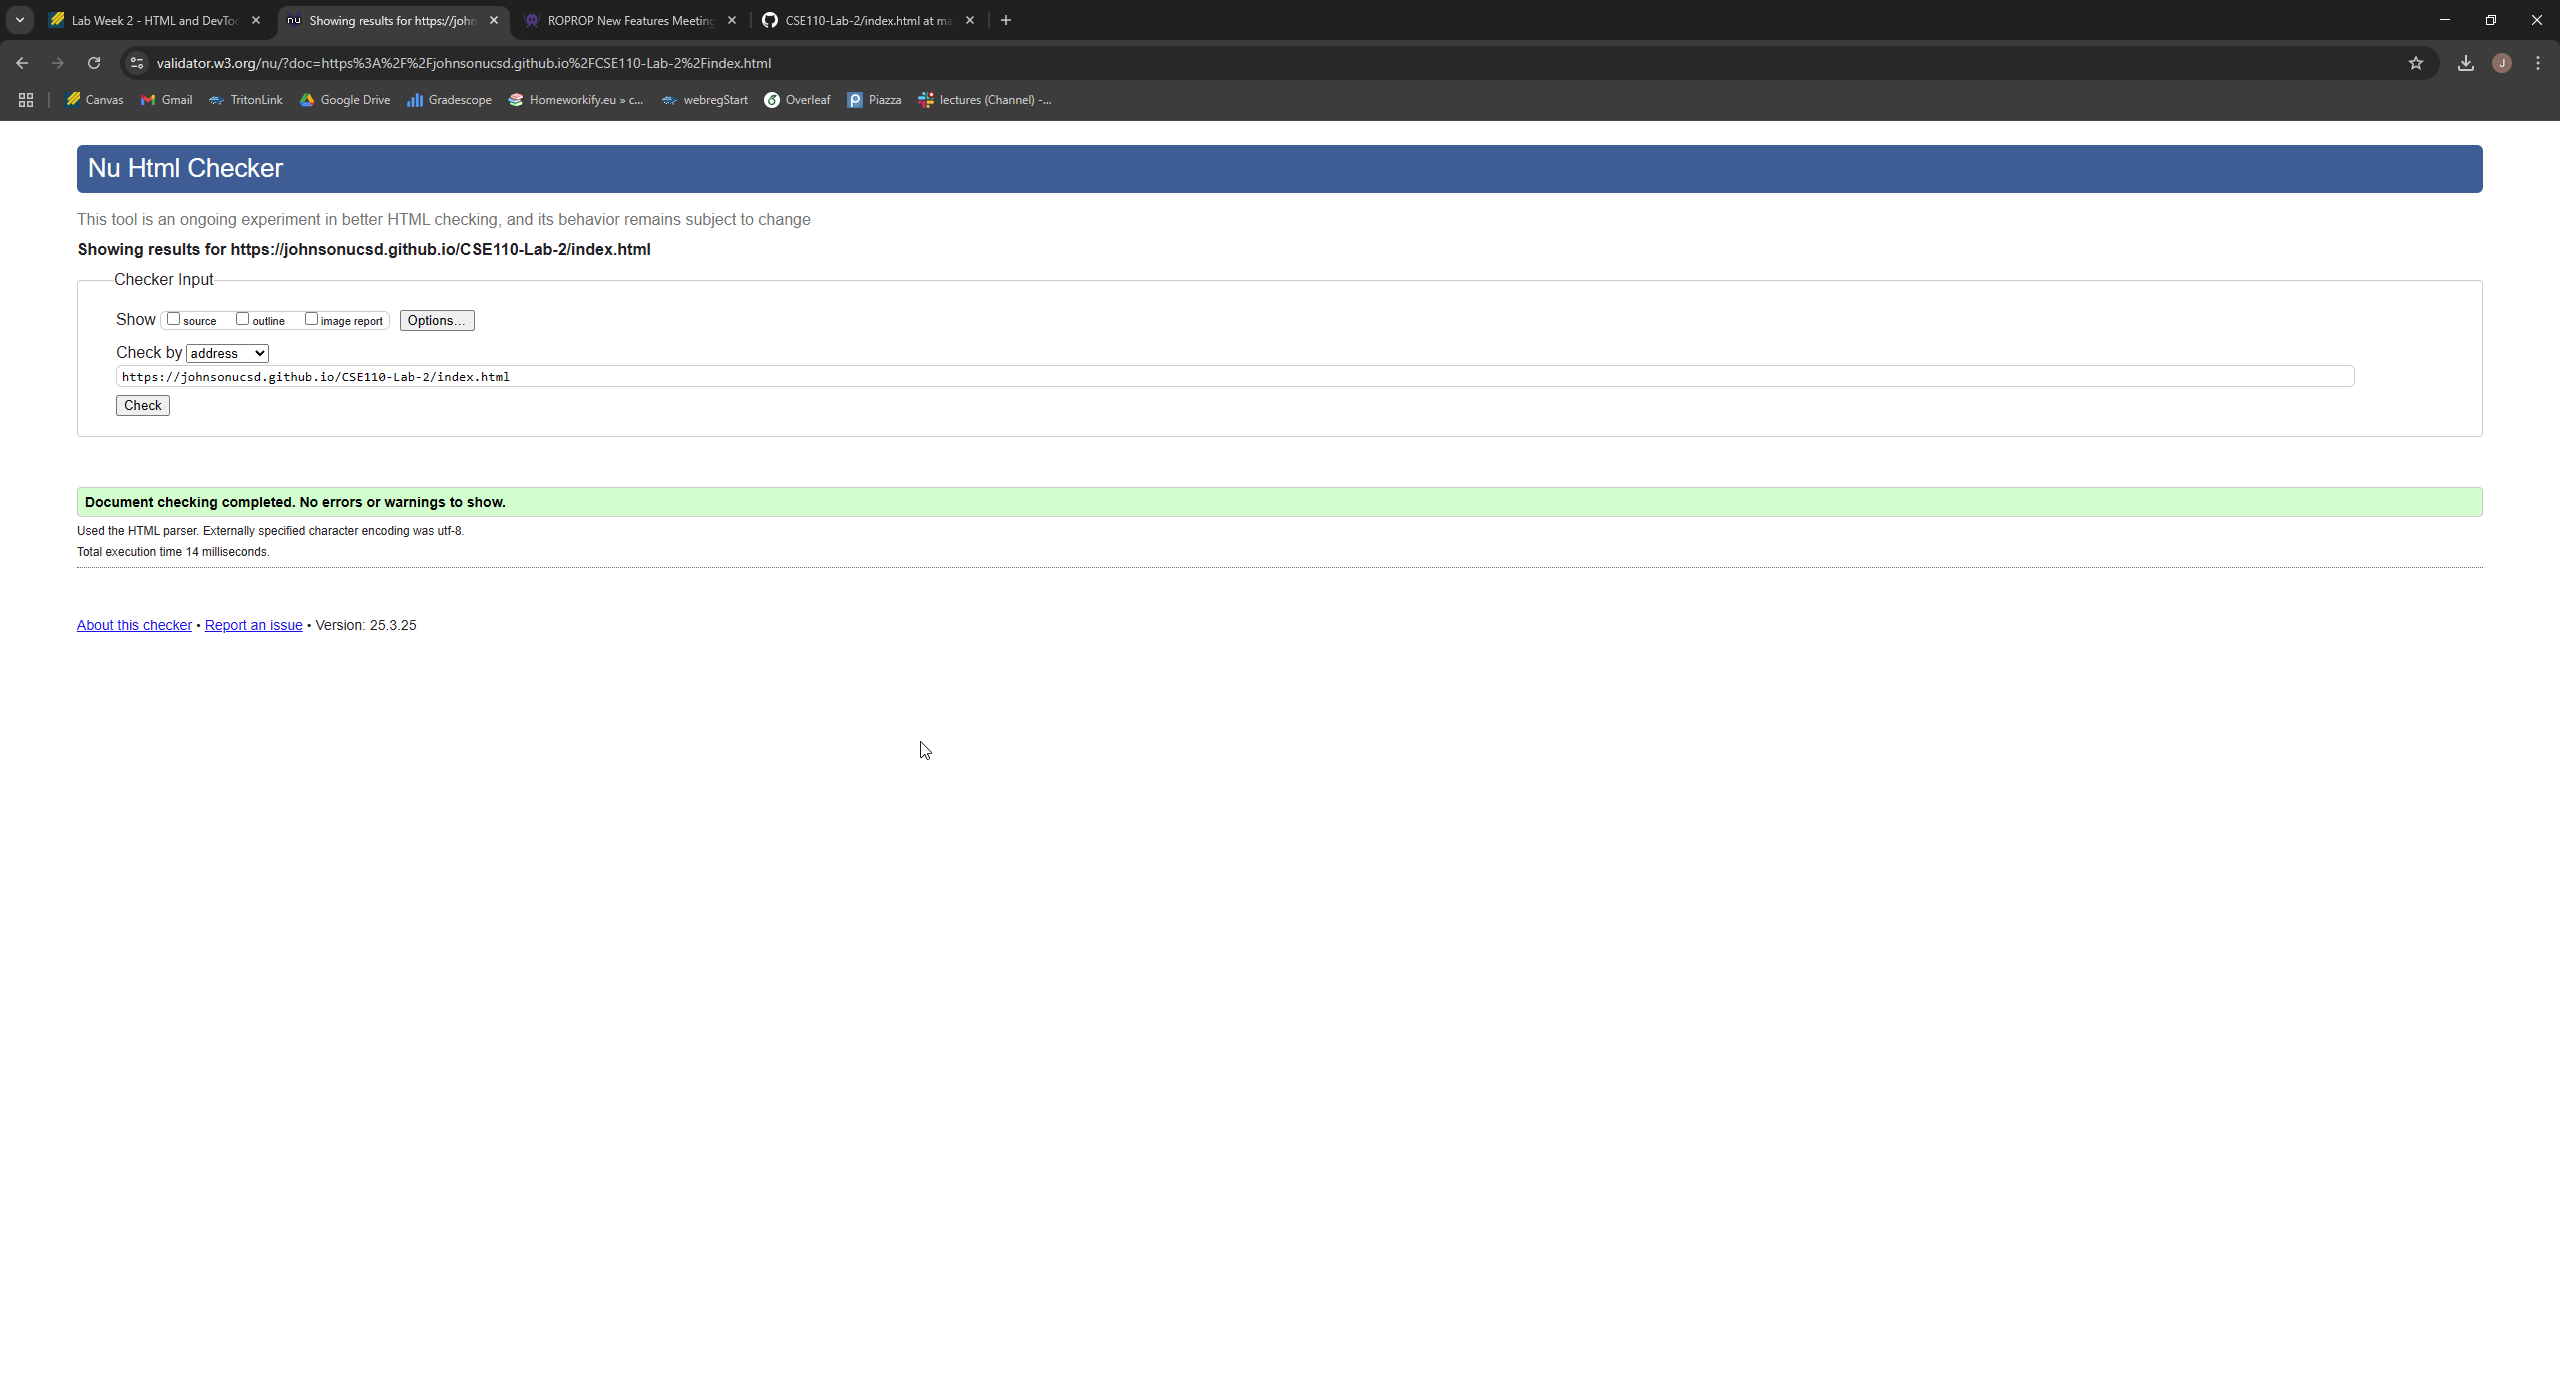 Lab Week 2 - HTML and DevToo
nu Showing results for https://john
ROPROP New Features Meeting
CSE110-Lab-2/index.html at ma
validator.w3.org/nu/?doc=https%3A%2F%2Fjohnsonucsd.github.io%2FCSE110-Lab-2%2Findex.html
J
Canvas Gmail TritonLink Google Drive Gradescope Homeworkify.eu » c... webregStart Overleaf Piazza lectures (Channel) -...
Nu Html Checker
This tool is an ongoing experiment in better HTML checking, and its behavior remains subject to change
Showing results for https://johnsonucsd.github.io/CSE110-Lab-2/index.html
Checker Input
Show source outline image report Options...
Check by address
https://johnsonucsd.github.io/CSE110-Lab-2/index.html
Check
Document checking completed. No errors or warnings to show.
Used the HTML parser. Externally specified character encoding was utf-8.
Total execution time 14 milliseconds.
About this checker • Report an issue • Version: 25.3.25